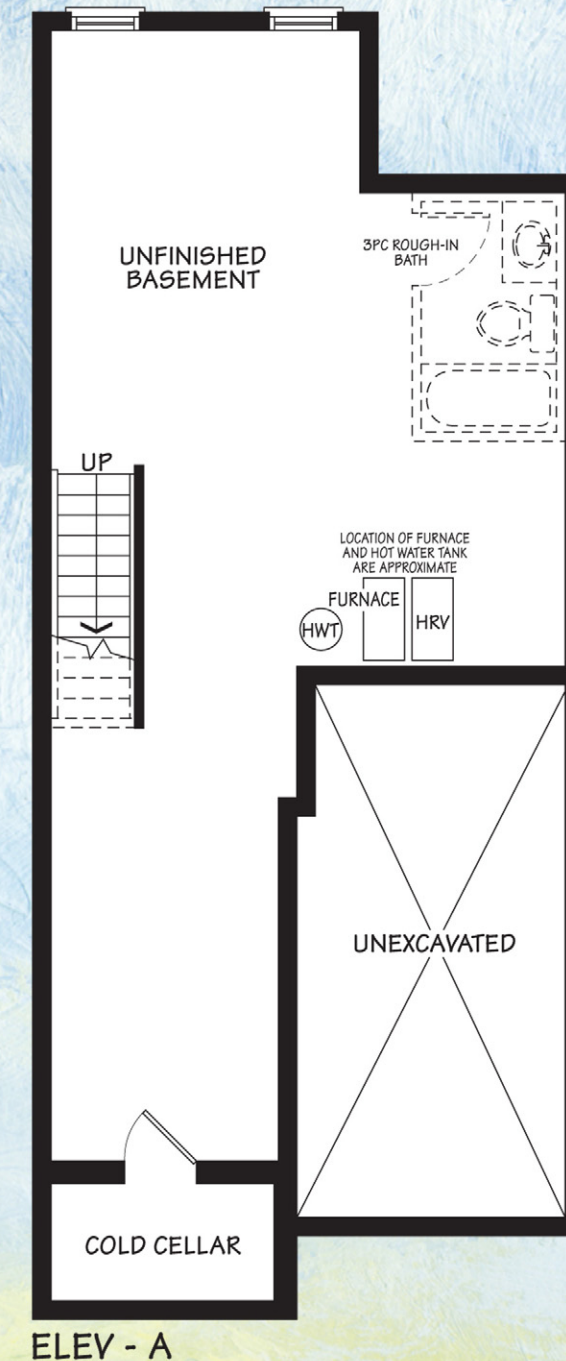 UNFINISHED
BASEMENT
3PC ROUGH-IN
BATH
UP
LOCATION OF FURNACE
AND HOT WATER TANK
ARE APPROXIMATE
FURNACE
HWT
HRV
UNEXCAVATED
COLD CELLAR
ELEV - A